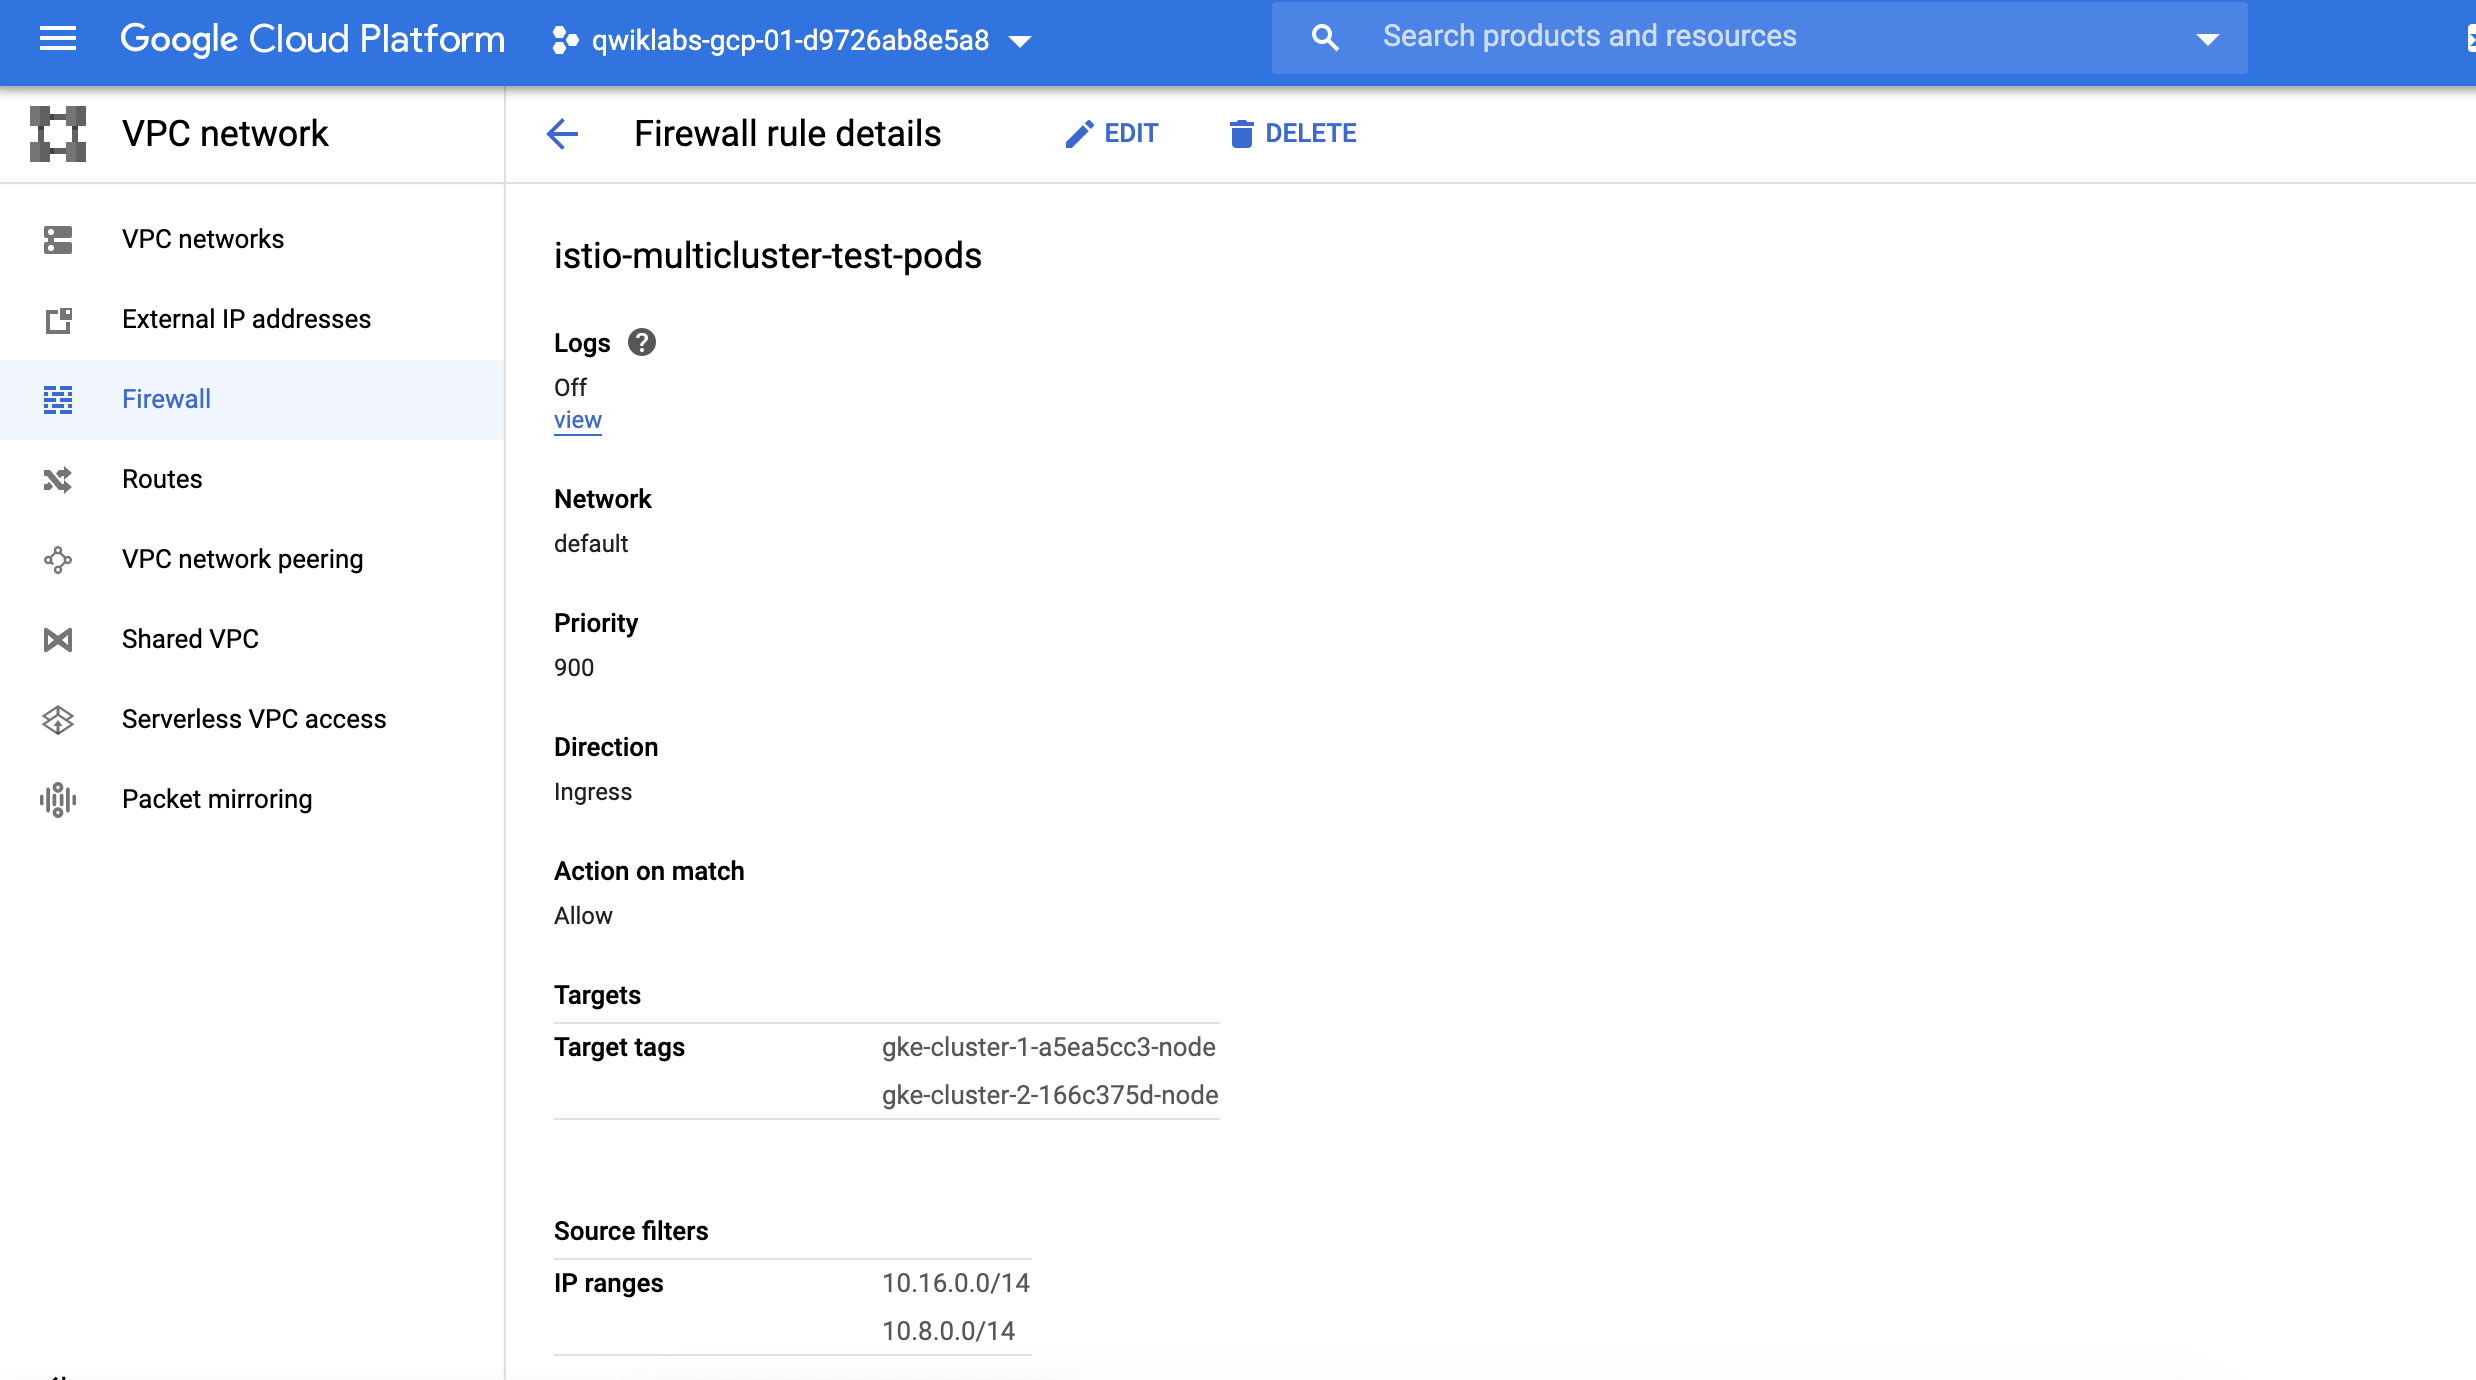 Google Cloud Platform
qwiklabs-gcp-01-d9726ab8e5a8
Search products and resources
VPC network
Firewall rule details
EDIT
DELETE
VPC networks
External IP addresses
Firewall
Routes
VPC network peering
Shared VPC
Serverless VPC access
Packet mirroring
istio-multicluster-test-pods
Logs
Off
view
Network
default
Priority
900
Direction
Ingress
Action on match
Allow
Targets
Target tags gke-cluster-1-a5ea5cc3-node
gke-cluster-2-166c375d-node
Source filters
IP ranges 10.16.0.0/14
10.8.0.0/14